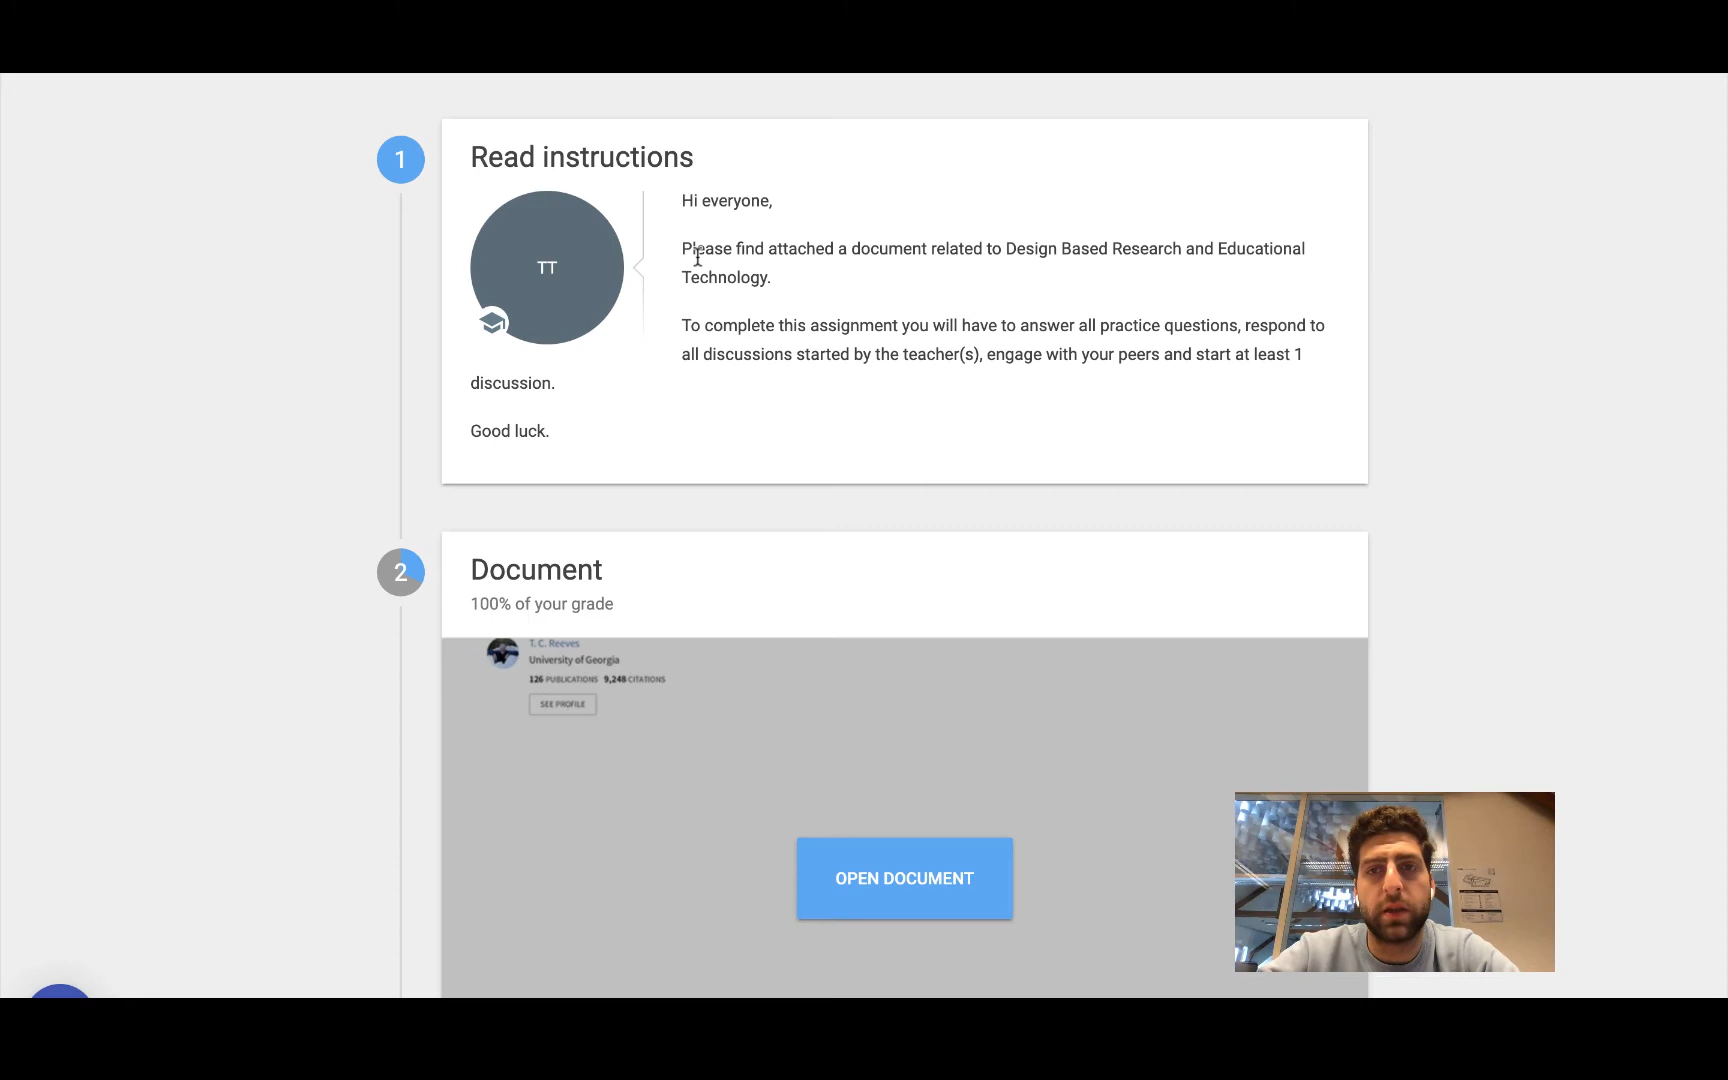 1
Read instructions
TT
Hi everyone,
Please find attached a document related to Design Based Research and Educational
Technology.
To complete this assignment you will have to answer all practice questions, respond to
all discussions started by the teacher(s), engage with your peers and start at least 1
discussion.
Good luck.
2
Document
100% of your grade
T. C. Reeves
University of Georgia
126 PUBLICATIONS 9,248 CITATIONS
SEE PROFILE
OPEN DOCUMENT